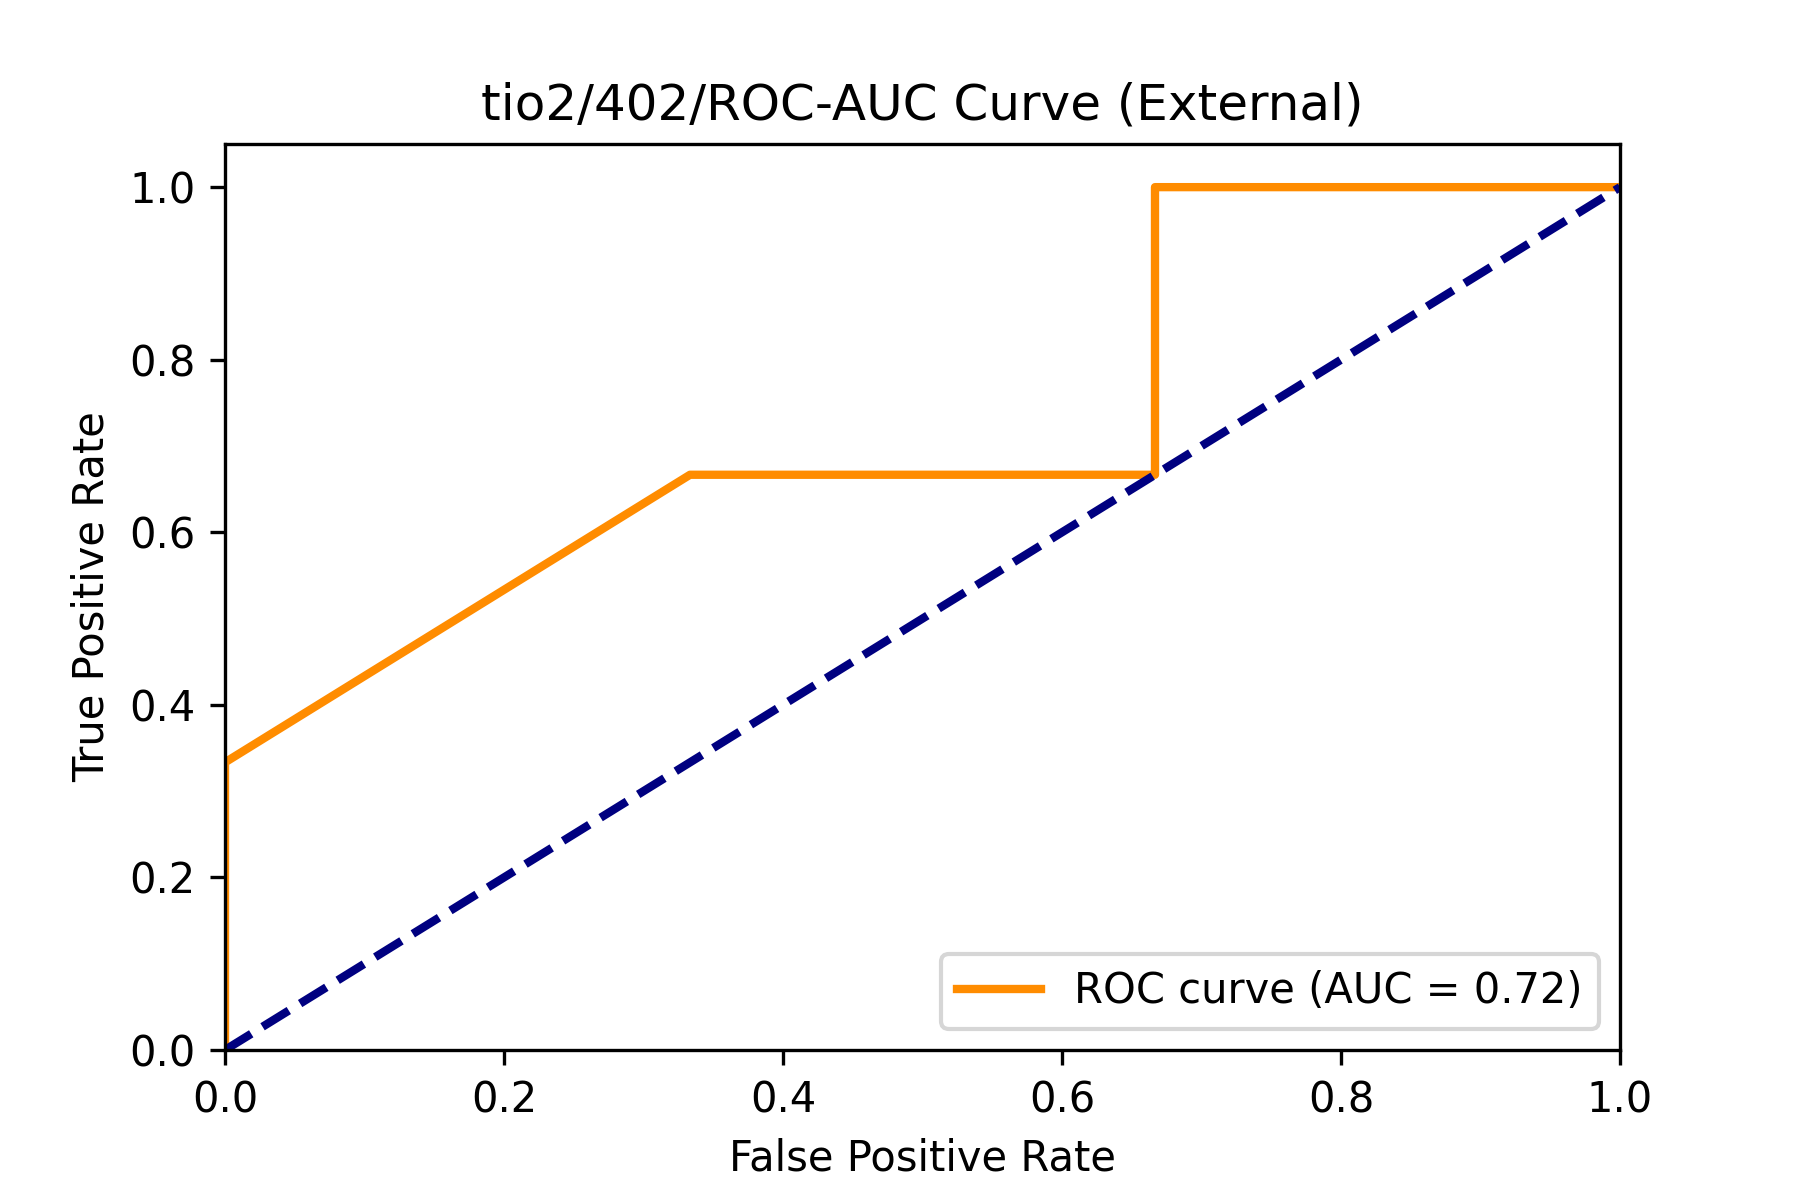 tio2/402/ROC-AUC Curve (External)
1.0
0.8
0.6
0.4
0.2
0.0
True Positive Rate
ROC curve (AUC = 0.72)
0.0 0.2 0.4 0.6 0.8 1.0
False Positive Rate